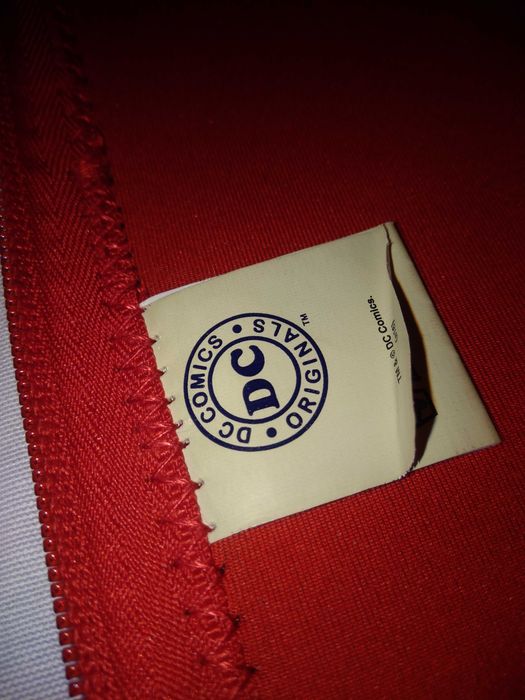 DC COMICS • ORIGINALS •
DC
™
TM & © DC Comics.